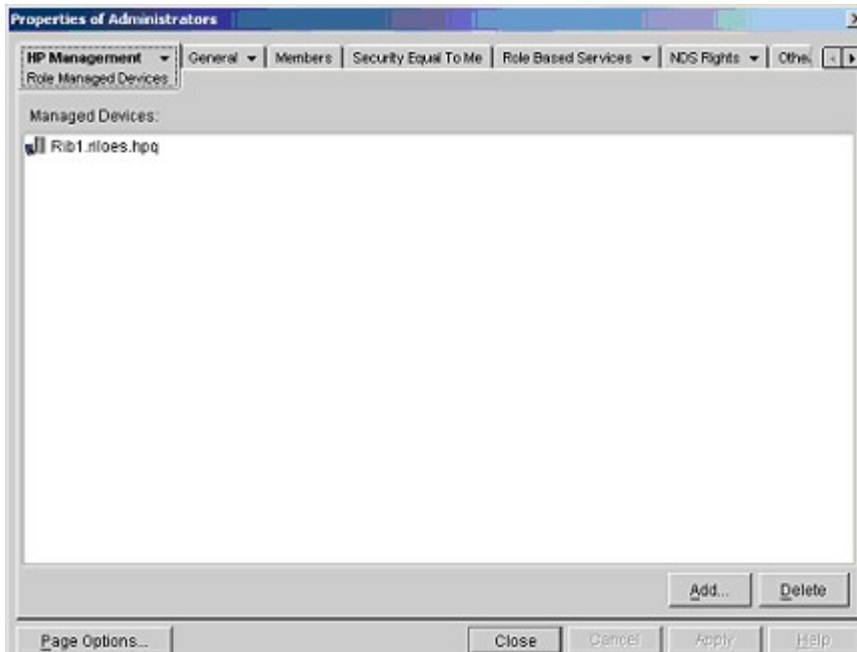 Properties of Administrators
HP Management General Members Security Equal To Me Role Based Services NDS Rights Othe
Role Managed Devices
Managed Devices:
Rib1.riloes.hpq
Add... Delete
Page Options... Close Cancel Apply Help